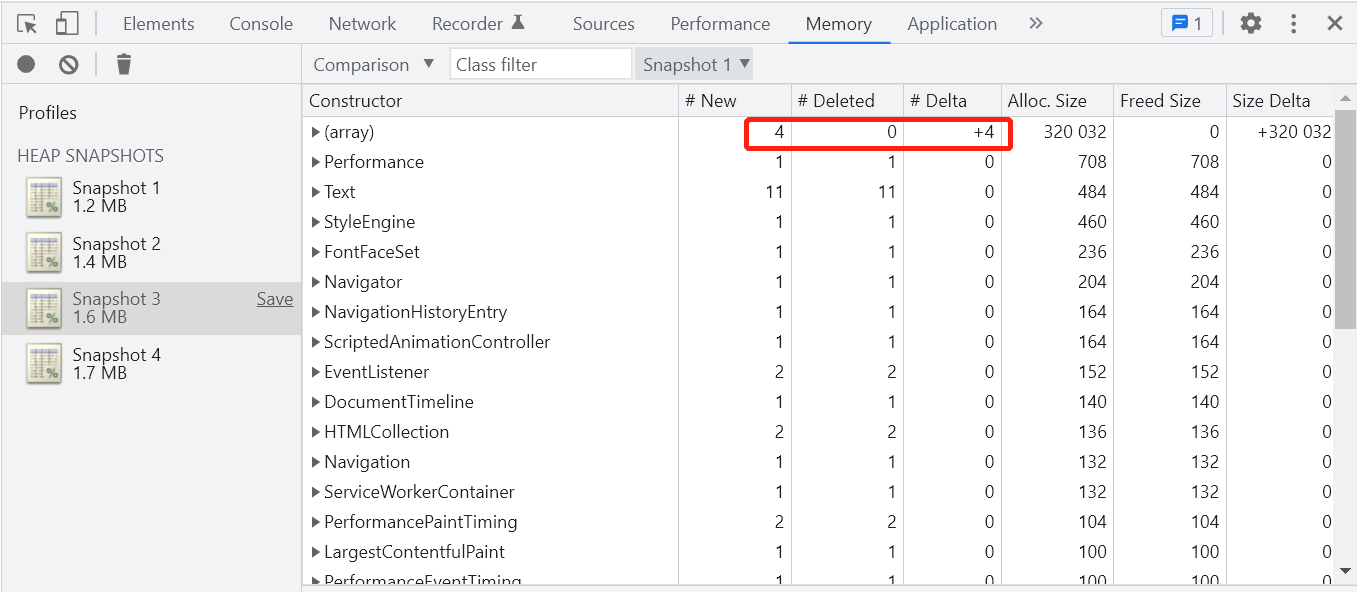 Elements Console Network Recorder Sources Performance Memory Application 1
Comparison ▼ Class filter Snapshot 1 ▼
Profiles
HEAP SNAPSHOTS
Snapshot 1
1.2 MB
Snapshot 2
1.4 MB
Snapshot 3 Save
1.6 MB
Snapshot 4
1.7 MB
Constructor # New # Deleted # Delta Alloc. Size Freed Size Size Delta
(array) 4 0 +4 320 032 0 +320 032
Performance 1 1 0 708 708 0
Text 11 11 0 484 484 0
StyleEngine 1 1 0 460 460 0
FontFaceSet 1 1 0 236 236 0
Navigator 1 1 0 204 204 0
NavigationHistoryEntry 1 1 0 164 164 0
ScriptedAnimationController 1 1 0 164 164 0
EventListener 2 2 0 152 152 0
DocumentTimeline 1 1 0 140 140 0
HTMLCollection 2 2 0 136 136 0
Navigation 1 1 0 132 132 0
ServiceWorkerContainer 1 1 0 132 132 0
PerformancePaintTiming 2 2 0 104 104 0
LargestContentfulPaint 1 1 0 100 100 0
PerformanceEventTiming 1 1 0 100 100 0